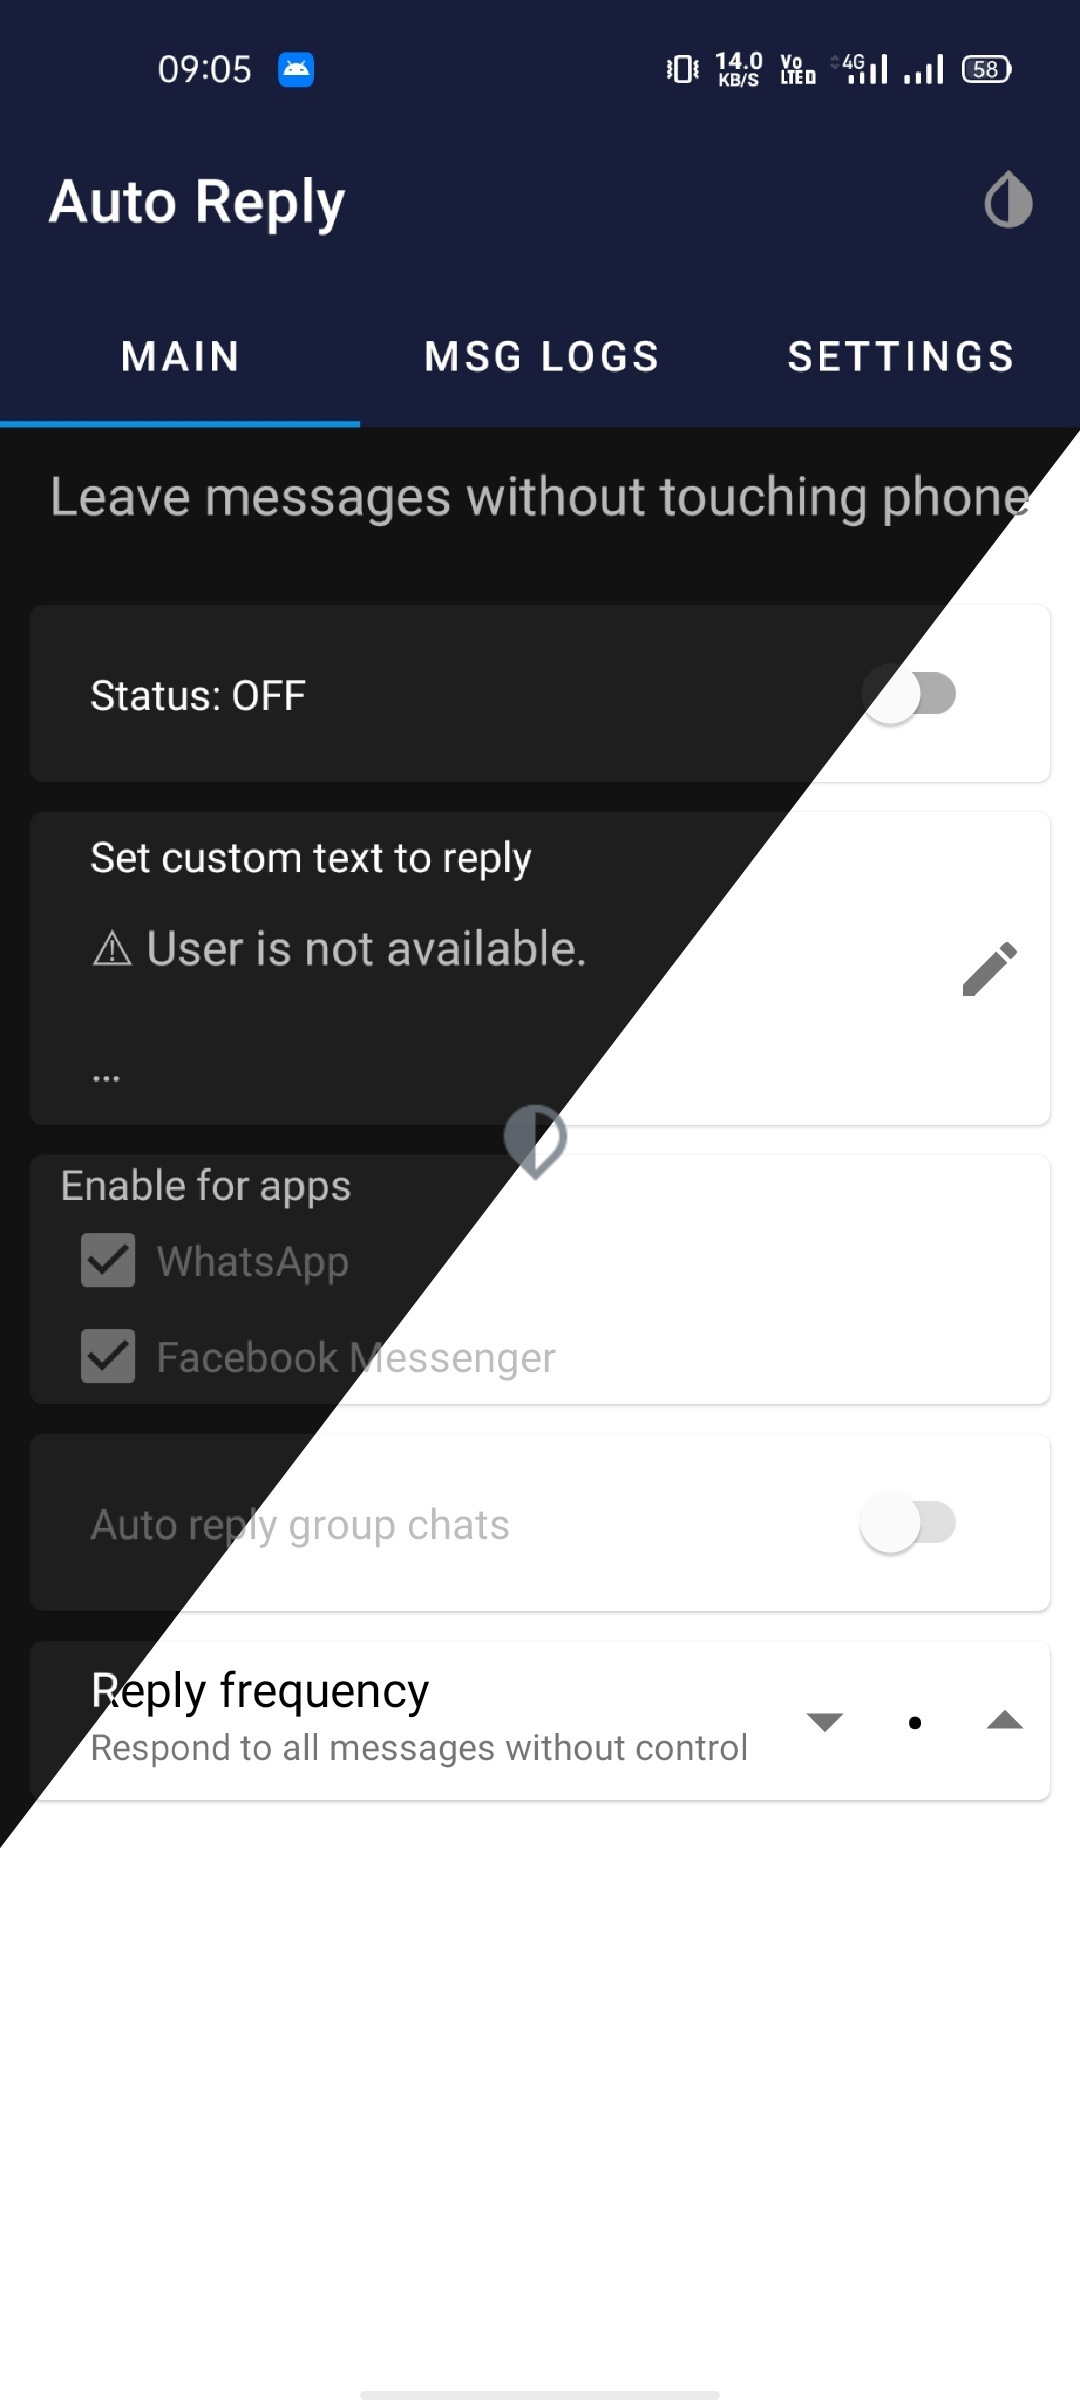 09:05
14.0
KB/S
Vo
LTE
4G
58
Auto Reply
MAIN
MSG LOGS
SETTINGS
Leave messages without touching phone
Status: OFF
Set custom text to reply
⚠ User is not available.
...
Enable for apps
WhatsApp
Facebook Messenger
Auto reply group chats
Reply frequency
Respond to all messages without control